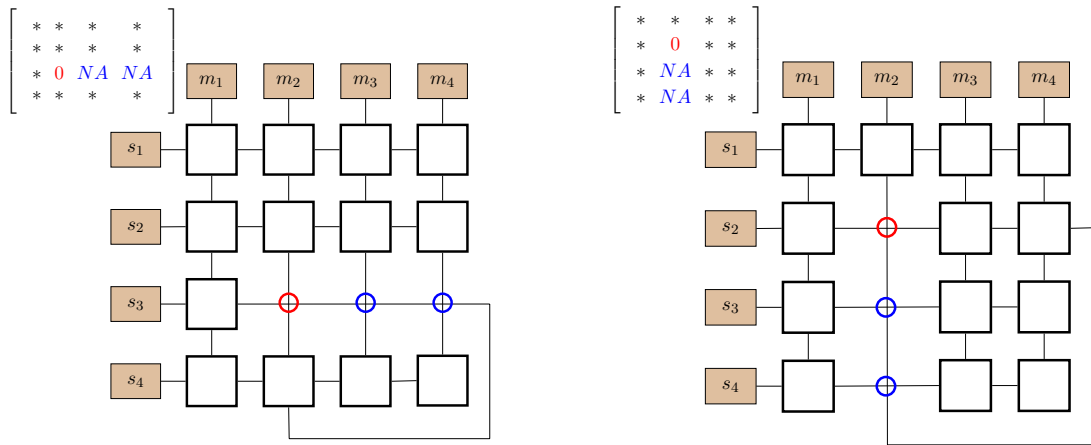 * * * *
* * * *
* 0 NA NA
* * * *
m₁ m₂ m₃ m₄
s₁
s₂
s₃
s₄
* * * *
* 0 * *
* NA * *
* NA * *
m₁ m₂ m₃ m₄
s₁
s₂
s₃
s₄